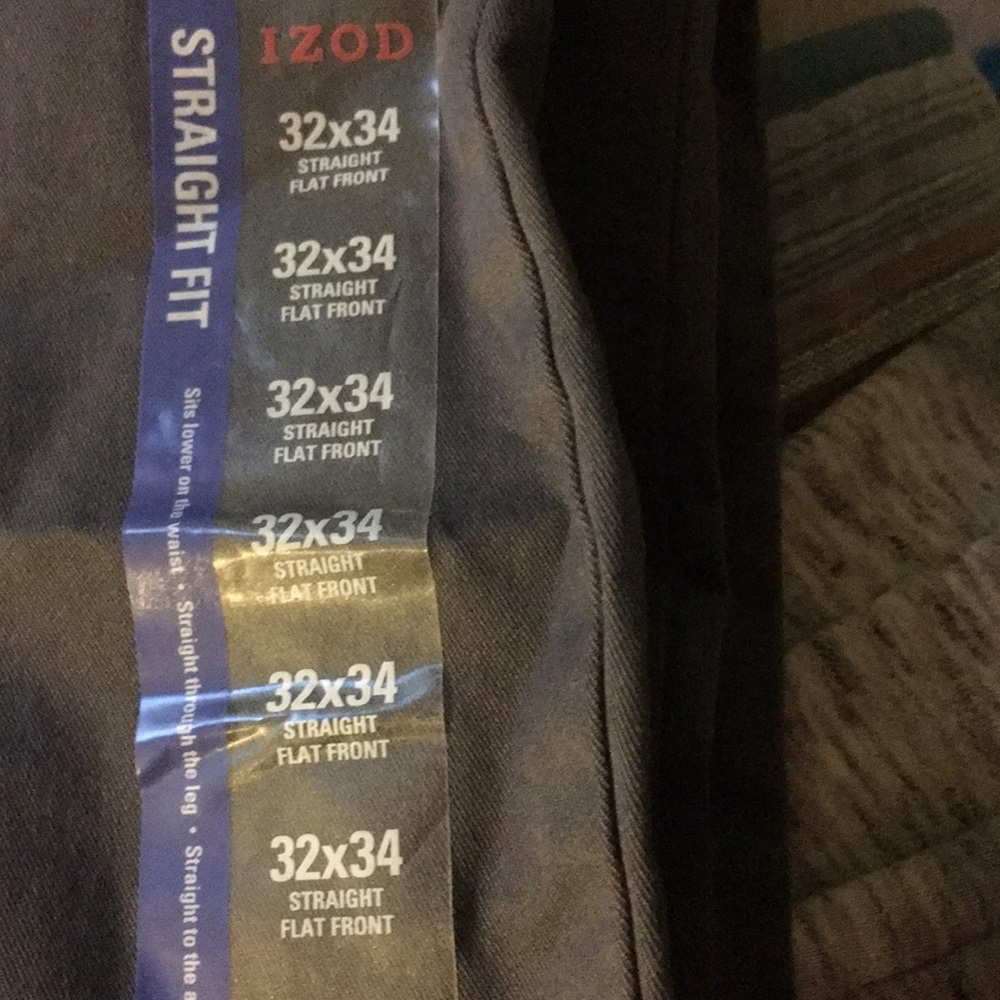 IZOD
32x34
STRAIGHT
FLAT FRONT
32x34
STRAIGHT
FLAT FRONT
32x34
STRAIGHT
FLAT FRONT
32x34
STRAIGHT
FLAT FRONT
32x34
STRAIGHT
FLAT FRONT
32x34
STRAIGHT
FLAT FRONT
STRAIGHT FIT
Sits lower on the waist • Straight through the leg • Straight to the a